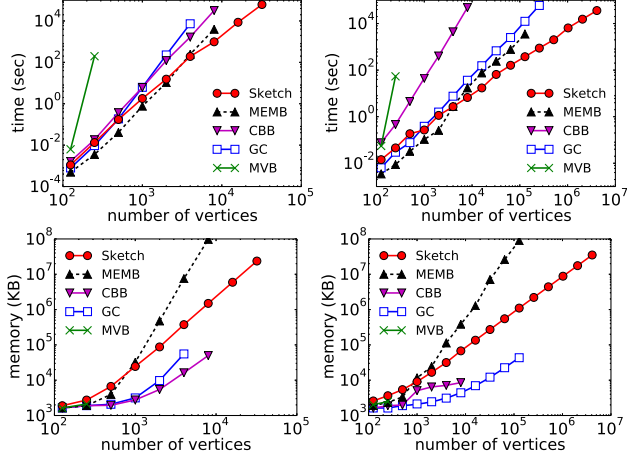 10^6
10^4
10^2
10^0
10^-2
10^-4
time (sec)
Sketch
MEMB
CBB
GC
MVB
10^2 10^3 10^4 10^5
number of vertices
10^4
10^2
10^0
10^-2
time (sec)
Sketch
MEMB
CBB
GC
MVB
10^2 10^3 10^4 10^5 10^6 10^7
number of vertices
10^8
10^7
10^6
10^5
10^4
10^3
memory (KB)
Sketch
MEMB
CBB
GC
MVB
10^2 10^3 10^4 10^5
number of vertices
10^8
10^7
10^6
10^5
10^4
10^3
memory (KB)
Sketch
MEMB
CBB
GC
MVB
10^2 10^3 10^4 10^5 10^6 10^7
number of vertices